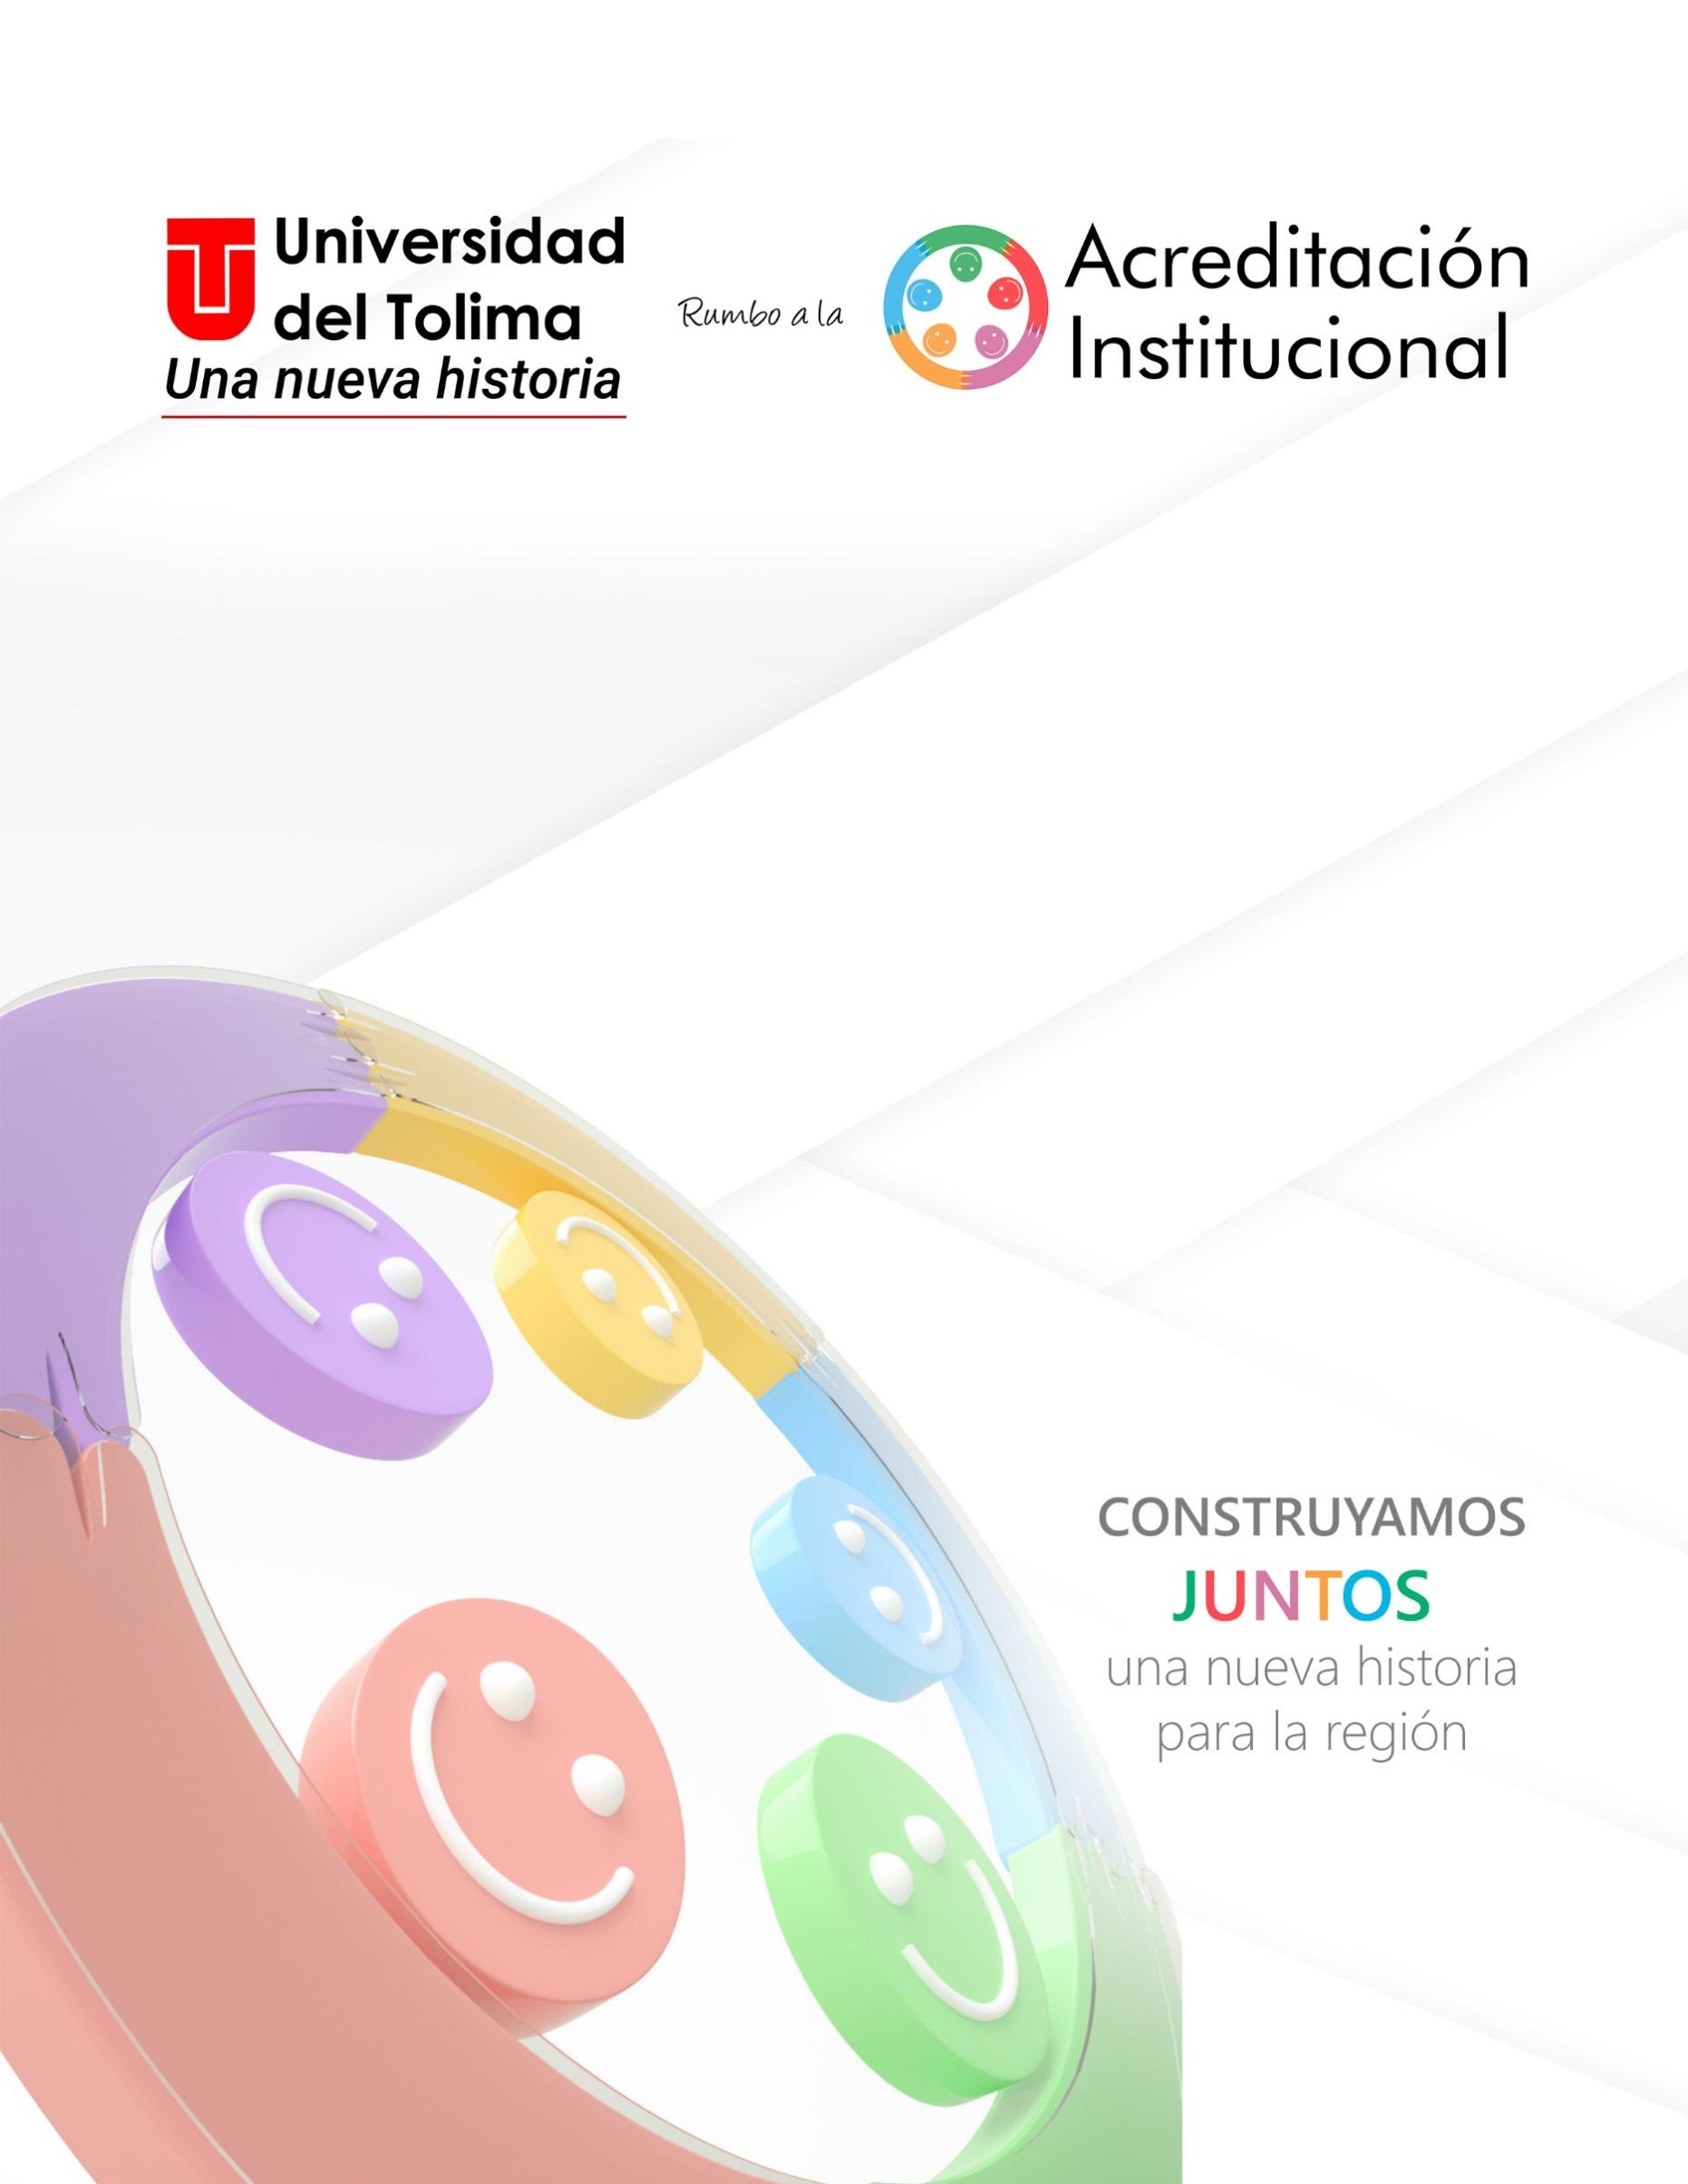 Universidad
del Tolima
Una nueva historia
Rumbo a la
Acreditación
Institucional
CONSTRUYAMOS
JUNTOS
una nueva historia
para la región